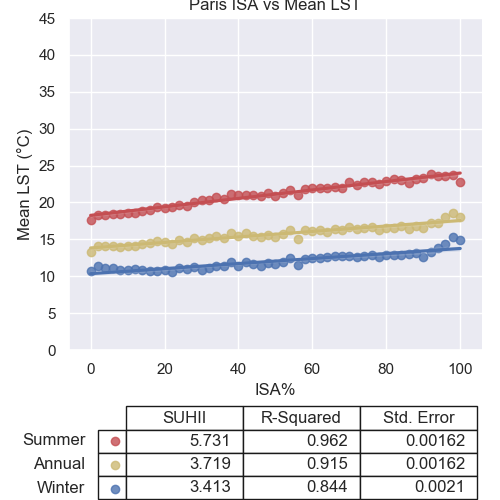 Paris ISA vs Mean LST
45
40
35
30
25
20
15
10
5
0
Mean LST (°C)
0 20 40 60 80 100
ISA%
SUHII R-Squared Std. Error
Summer 5.731 0.962 0.00162
Annual 3.719 0.915 0.00162
Winter 3.413 0.844 0.0021